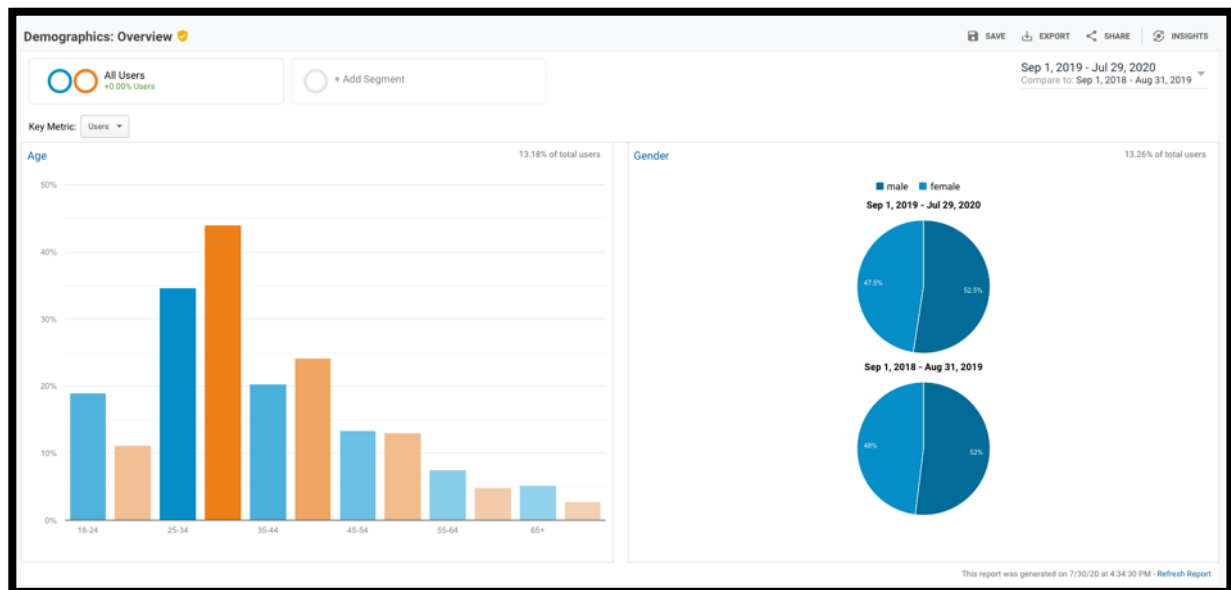 Demographics: Overview
SAVE EXPORT SHARE INSIGHTS
All Users
+0.00% Users
+ Add Segment
Sep 1, 2019 - Jul 29, 2020
Compare to: Sep 1, 2018 - Aug 31, 2019
Key Metric: Users
Age 13.18% of total users
50%
40%
30%
20%
10%
0%
18-24 25-34 35-44 45-54 55-64 65+
Gender 13.26% of total users
male female
Sep 1, 2019 - Jul 29, 2020
47.5% 52.5%
Sep 1, 2018 - Aug 31, 2019
48% 52%
This report was generated on 7/30/20 at 4:34:30 PM - Refresh Report